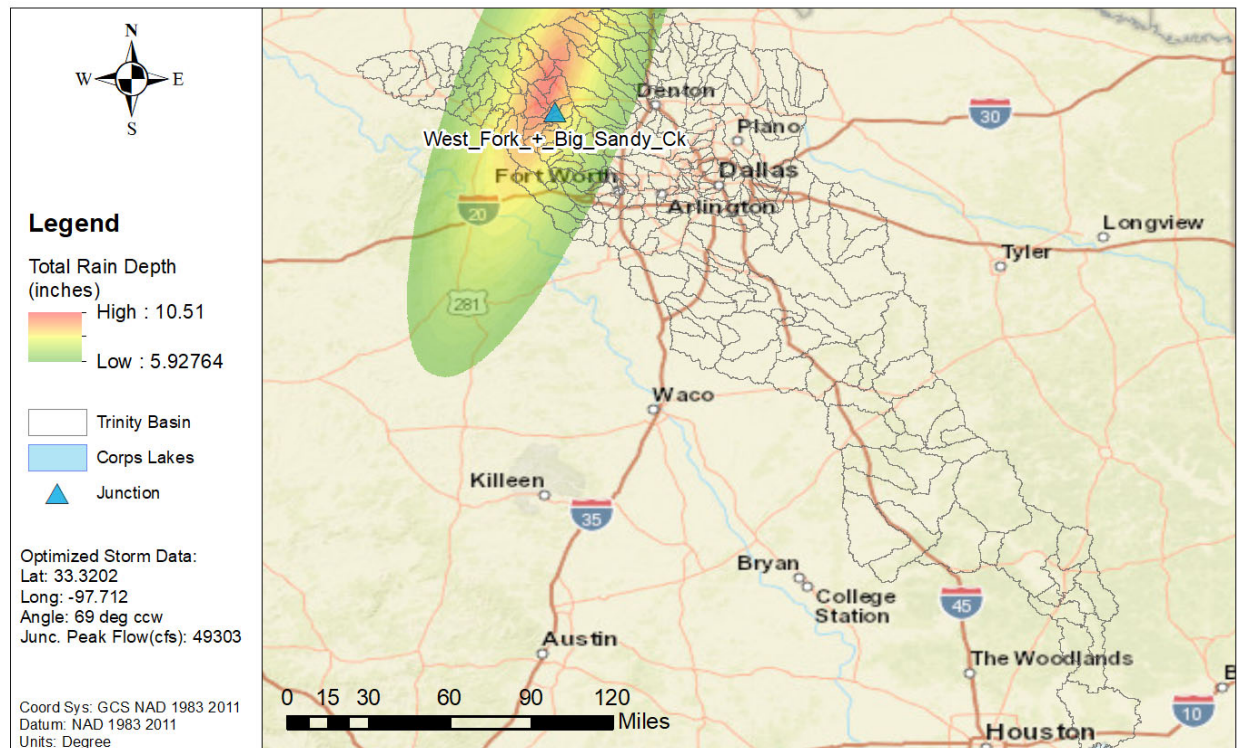 N
W
E
S
Legend
Total Rain Depth
(inches)
High : 10.51
Low : 5.92764
Trinity Basin
Corps Lakes
Junction
Optimized Storm Data:
Lat: 33.3202
Long: -97.712
Angle: 69 deg ccw
Junc. Peak Flow(cfs): 49303
Coord Sys: GCS NAD 1983 2011
Datum: NAD 1983 2011
Units: Degree
Denton
30
Plano
West_Fork_+_Big_Sandy_Ck
Fort Worth
Dallas
20
Arlington
Longview
Tyler
281
Waco
Killeen
35
Bryan
College
Station
45
Austin
The Woodlands
B
10
Houston
0 15 30 60 90 120
Miles